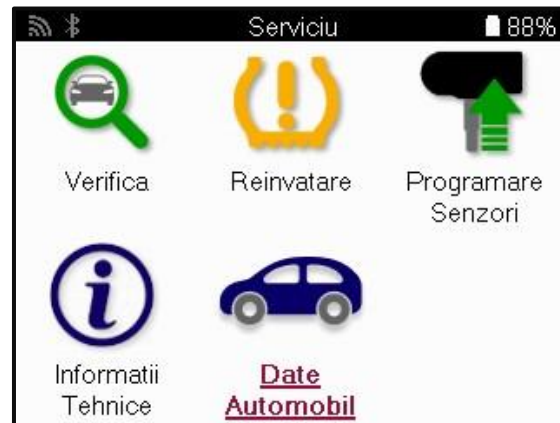 Serviciu 88%
Verifica
Reinvatare
Programare
Senzori
Informatii
Tehnice
Date
Automobil